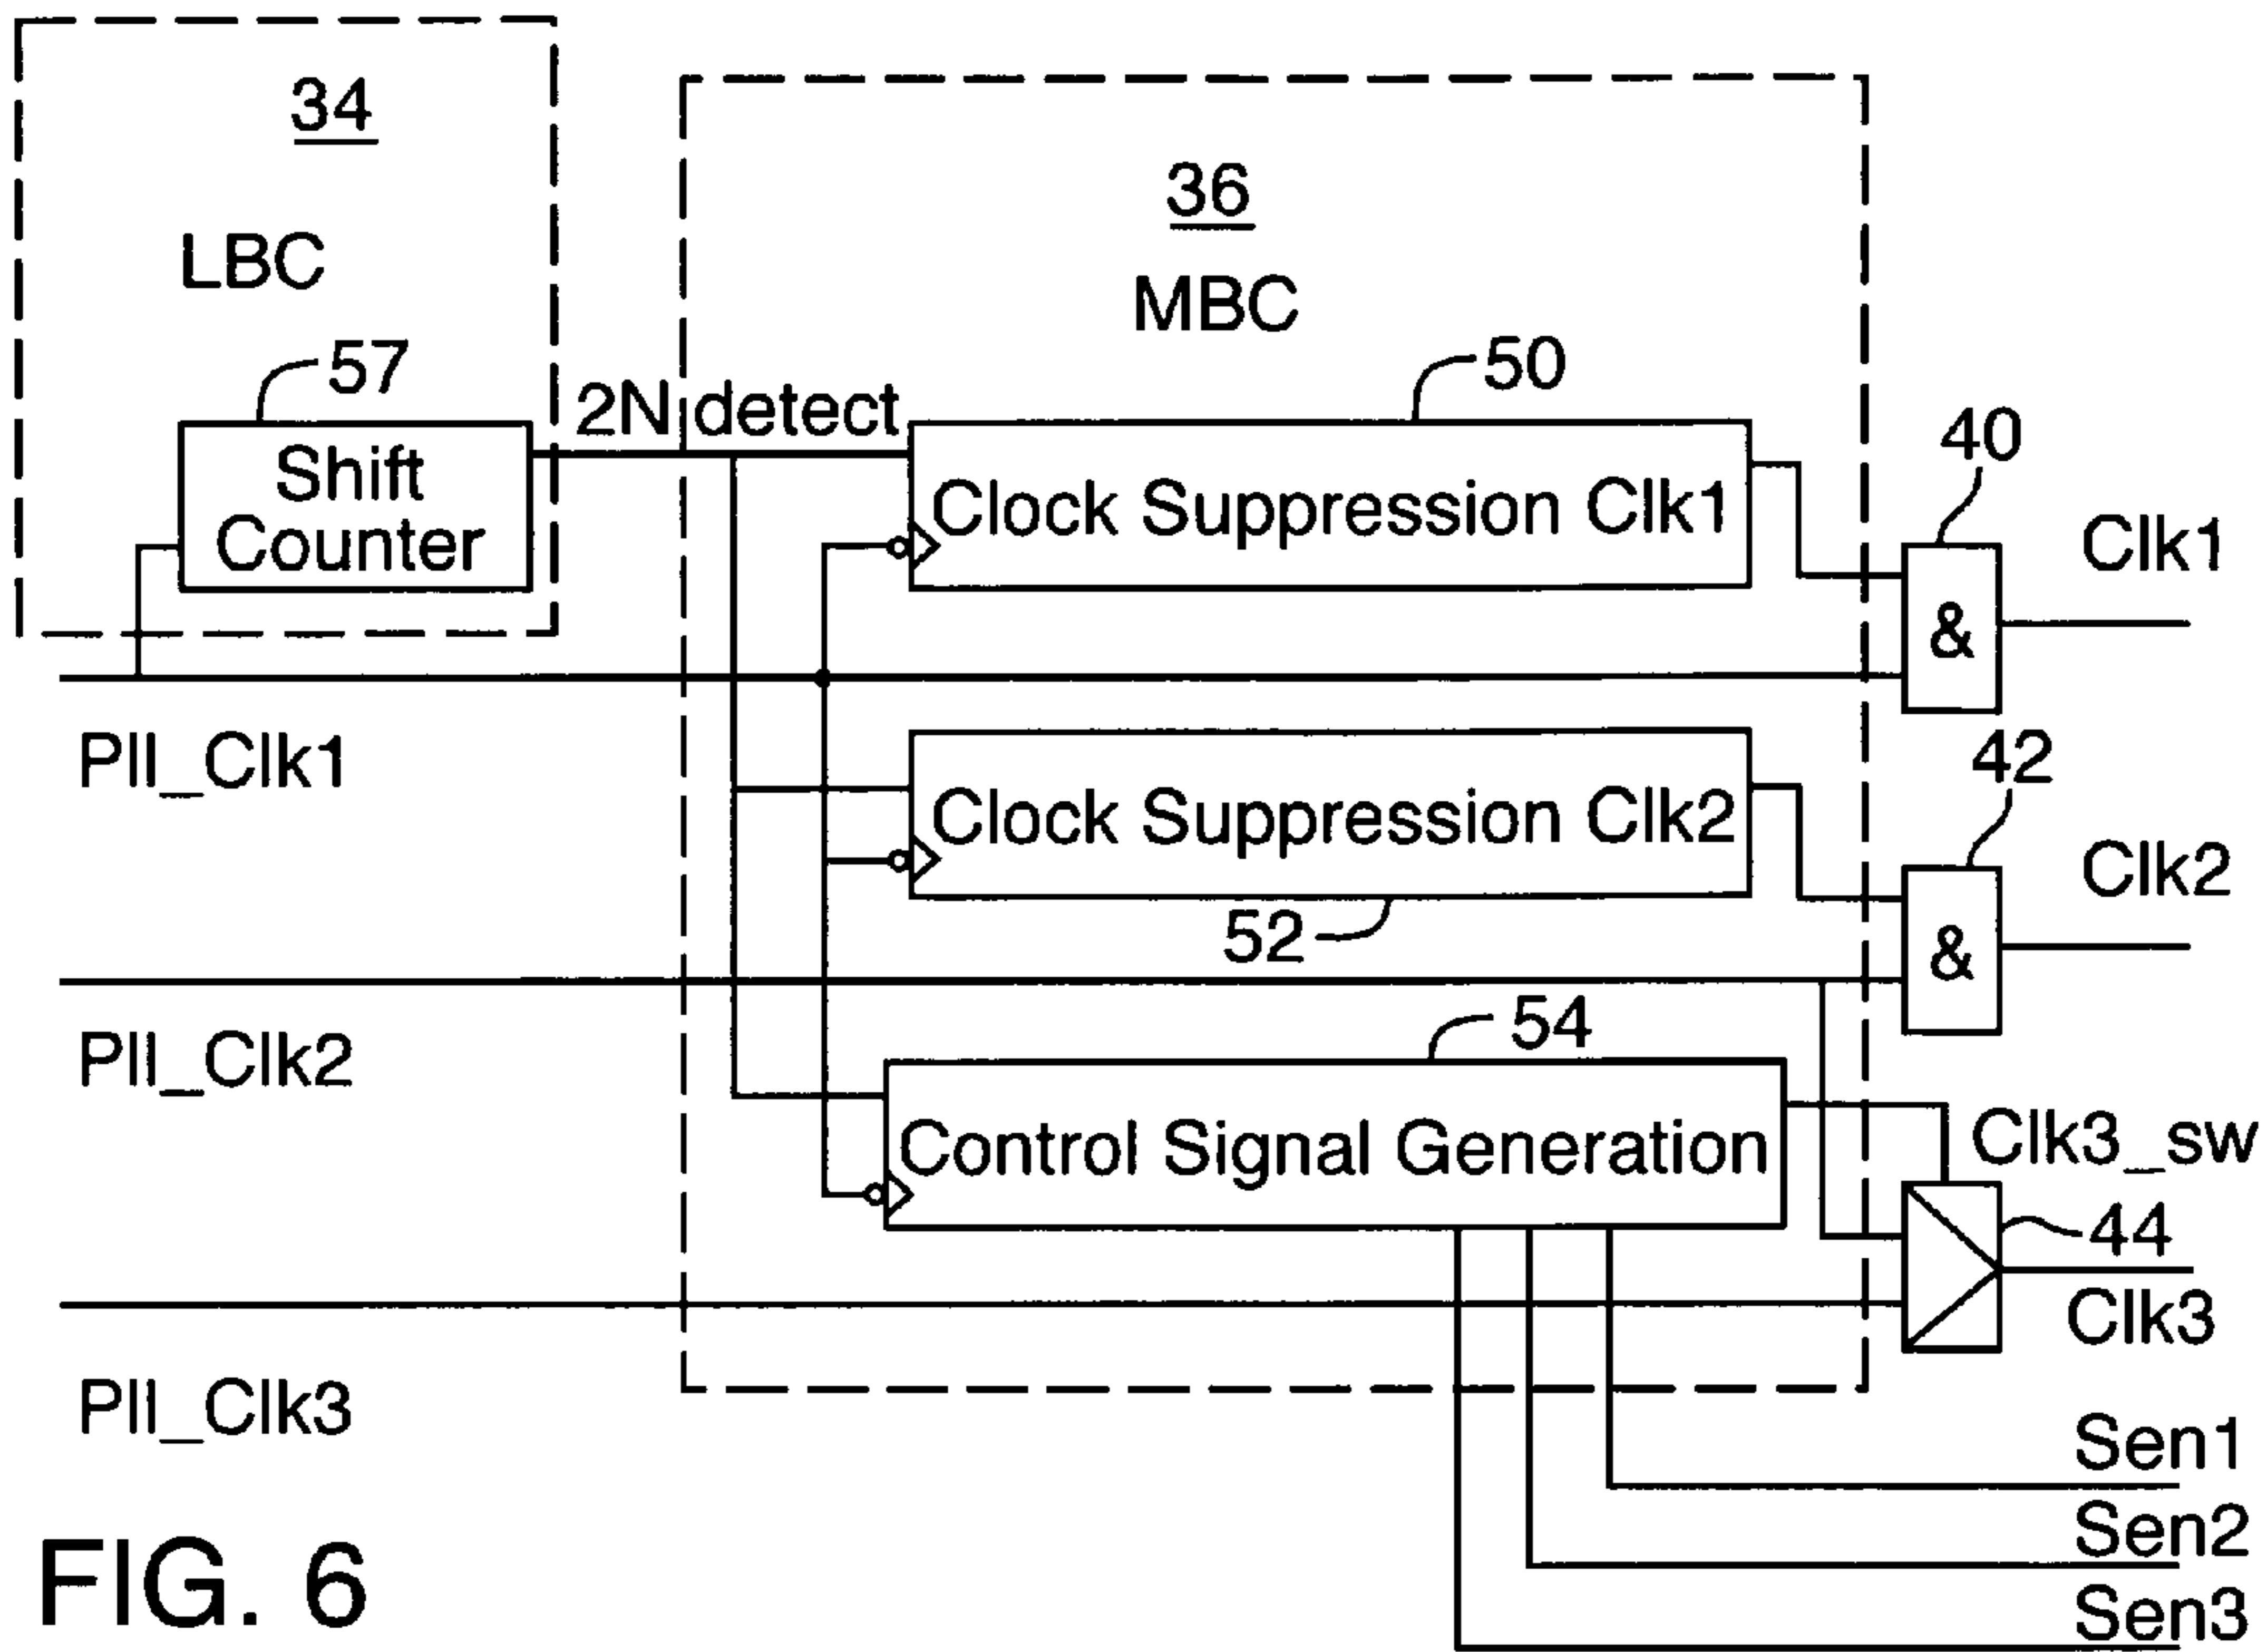 34
LBC
57
Shift
Counter
2N detect
36
MBC
50
Clock Suppression Clk1
40
&
Clk1
Pll_Clk1
Clock Suppression Clk2
52
42
&
Clk2
Pll_Clk2
54
Control Signal Generation
Clk3_sw
44
Clk3
Pll_Clk3
Sen1
Sen2
Sen3
FIG. 6